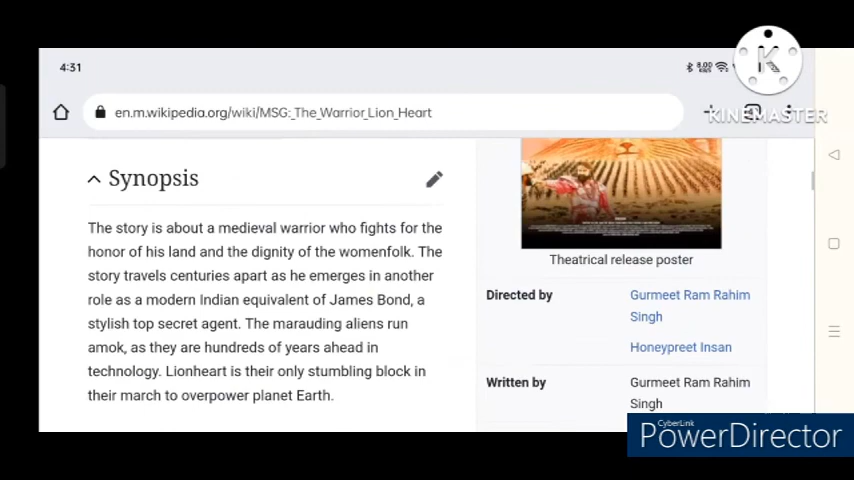 4:31
en.m.wikipedia.org/wiki/MSG:_The_Warrior_Lion_Heart
KINEMASTER
Synopsis
The story is about a medieval warrior who fights for the
honor of his land and the dignity of the womenfolk. The
story travels centuries apart as he emerges in another
role as a modern Indian equivalent of James Bond, a
stylish top secret agent. The marauding aliens run
amok, as they are hundreds of years ahead in
technology. Lionheart is their only stumbling block in
their march to overpower planet Earth.
Theatrical release poster
Directed by
Gurmeet Ram Rahim
Singh
Honeypreet Insan
Written by
Gurmeet Ram Rahim
Singh
CyberLink
PowerDirector